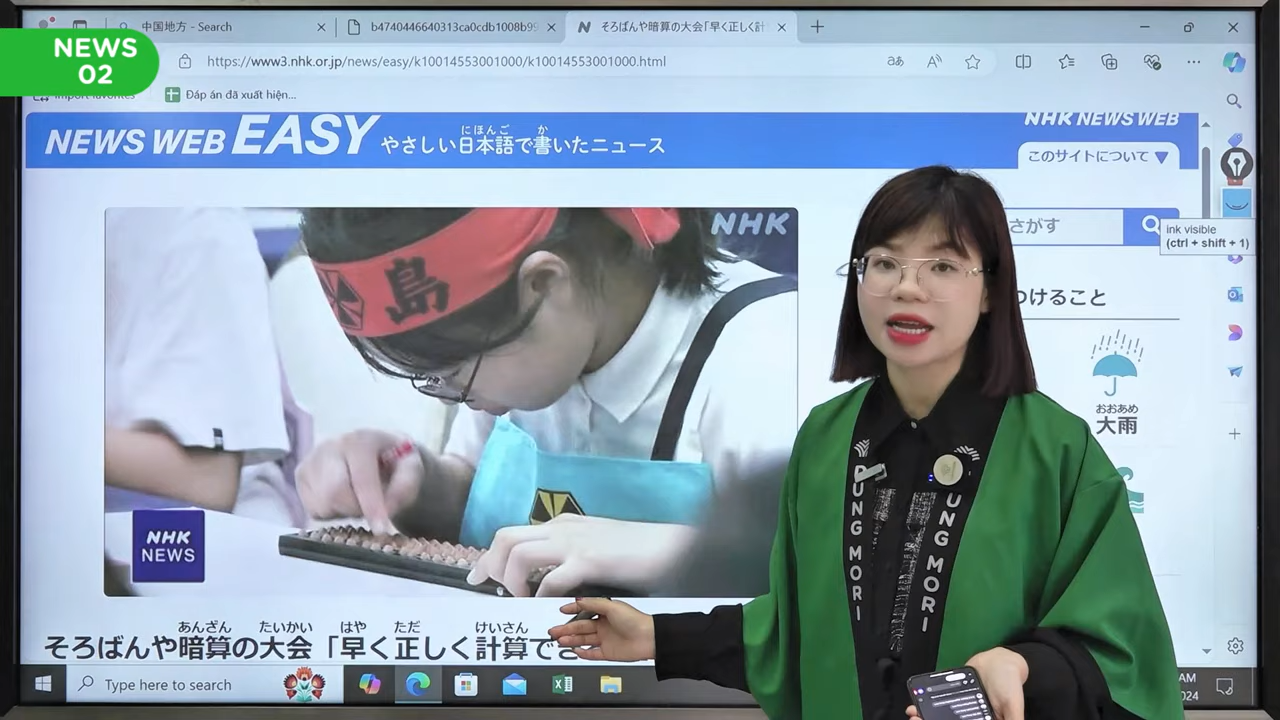 NEWS
02
中国地方 - Search
b4740446640313ca0cdb1008b99
そろばんや暗算の大会「早く正しく計
https://www3.nhk.or.jp/news/easy/k10014553001000/k10014553001000.html
Import favorites
Đáp án đã xuất hiện...
NEWS WEB EASY
やさしい日本語で書いたニュース
にほんご
か
NHK NEWS WEB
このサイトについて
さがす
ink visible
(ctrl + shift + 1)
つけること
おおあめ
大雨
NHK
島
NHK
NEWS
あんざん たいかい はや ただ けいさん
そろばんや暗算の大会「早く正しく計算でき
Type here to search
AM
024
DUNG MORI
UNG MORI